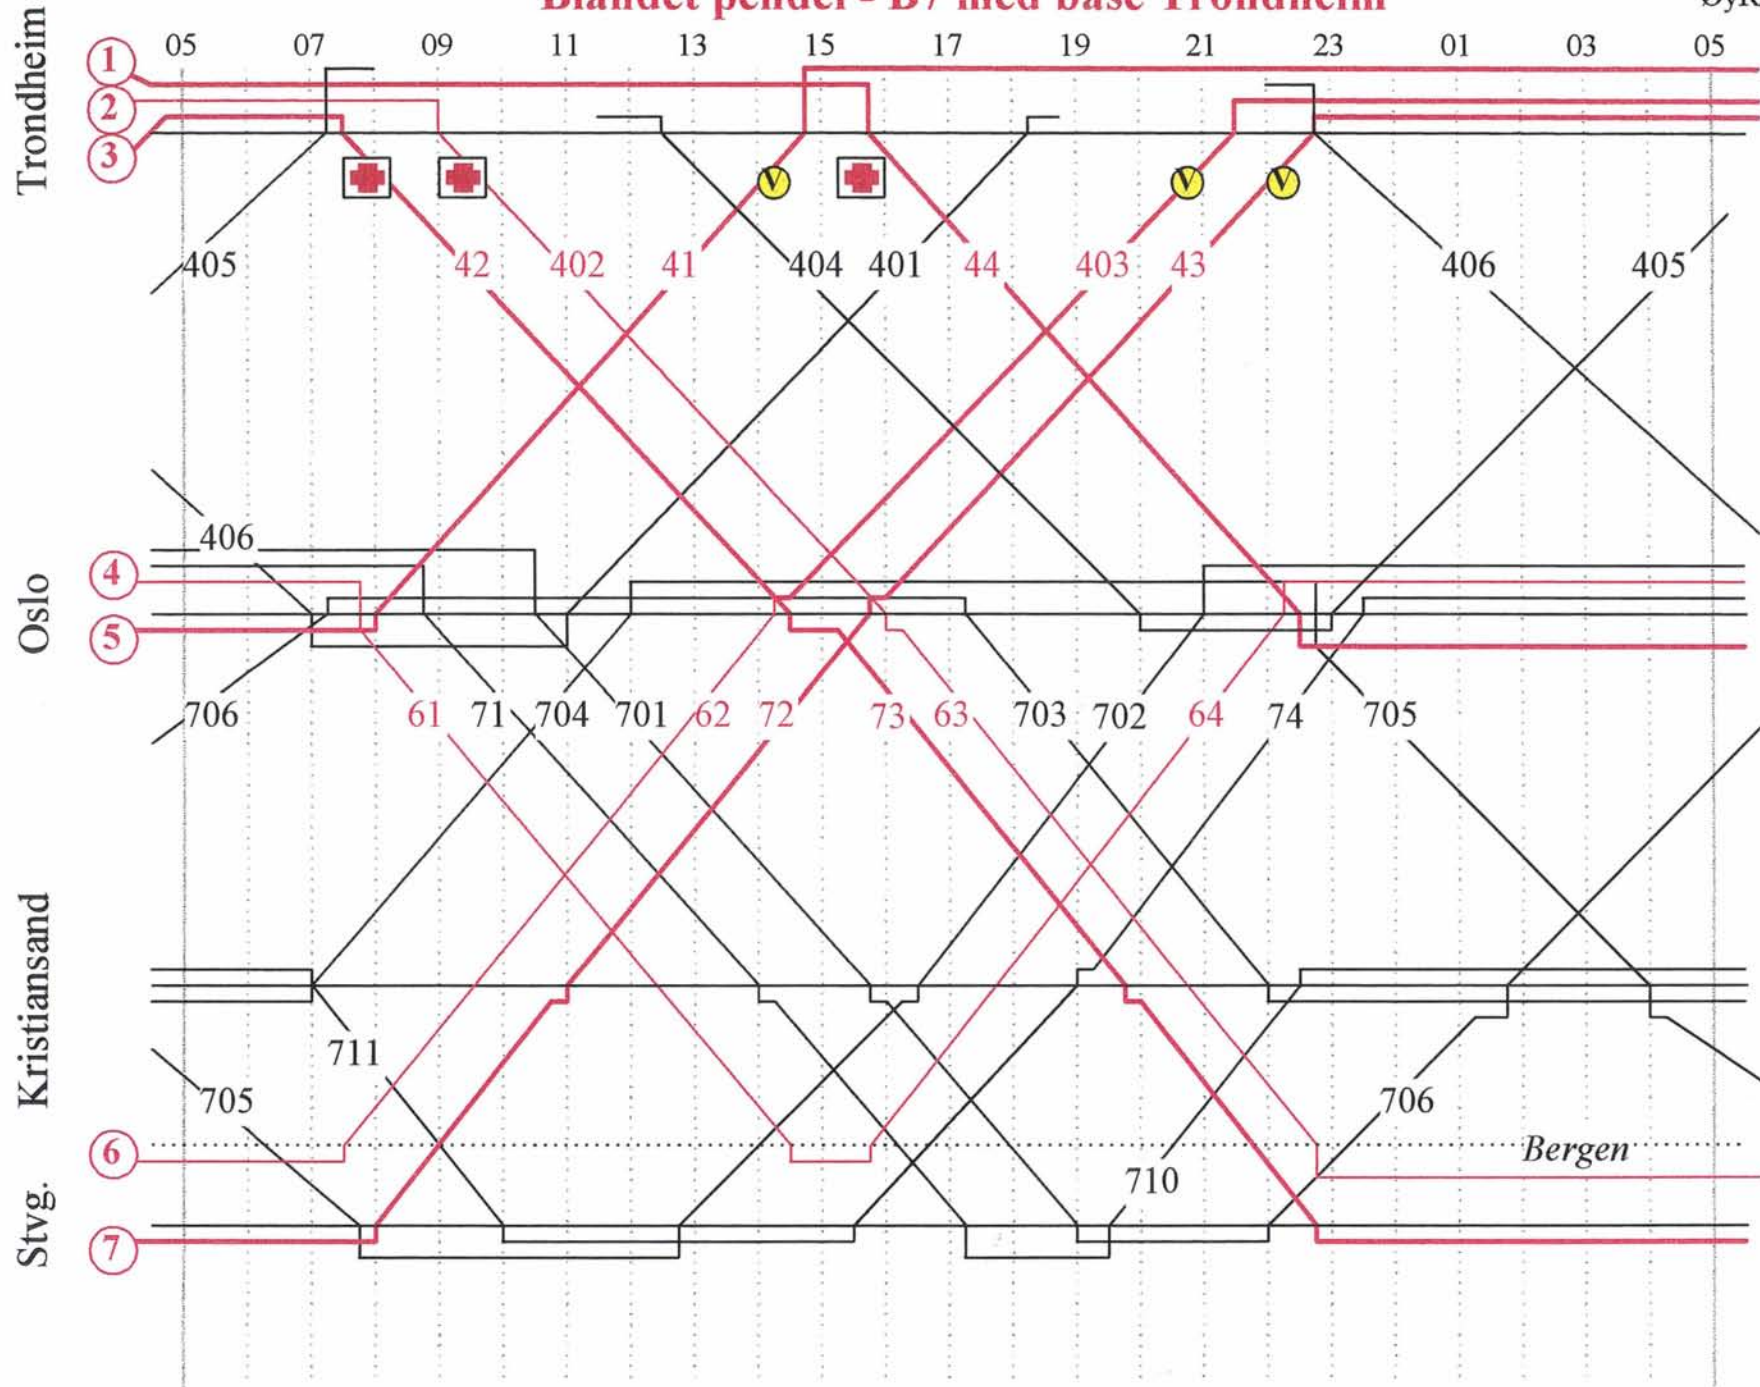 Blandet pendel - B7 med base Trondheim
05 07 09 11 13 15 17 19 21 23 01 03 05
Trondheim
1
2
3
V V V
405 42 402 41 404 401 44 403 43 406 405
406
Oslo
4
5
706 61 71 704 701 62 72 73 63 703 702 64 74 705
Kristiansand
711
705 706
6 Bergen
710
Stvg.
7